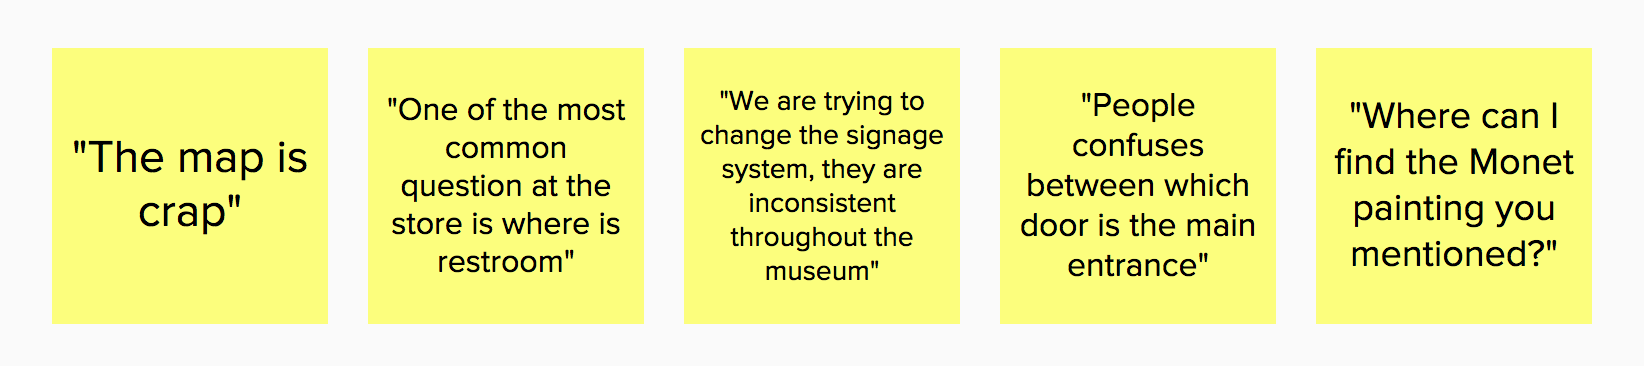 "The map is
crap"
"One of the most
common
question at the
store is where is
restroom"
"We are trying to
change the signage
system, they are
inconsistent
throughout the
museum"
"People
confuses
between which
door is the main
entrance"
"Where can I
find the Monet
painting you
mentioned?"